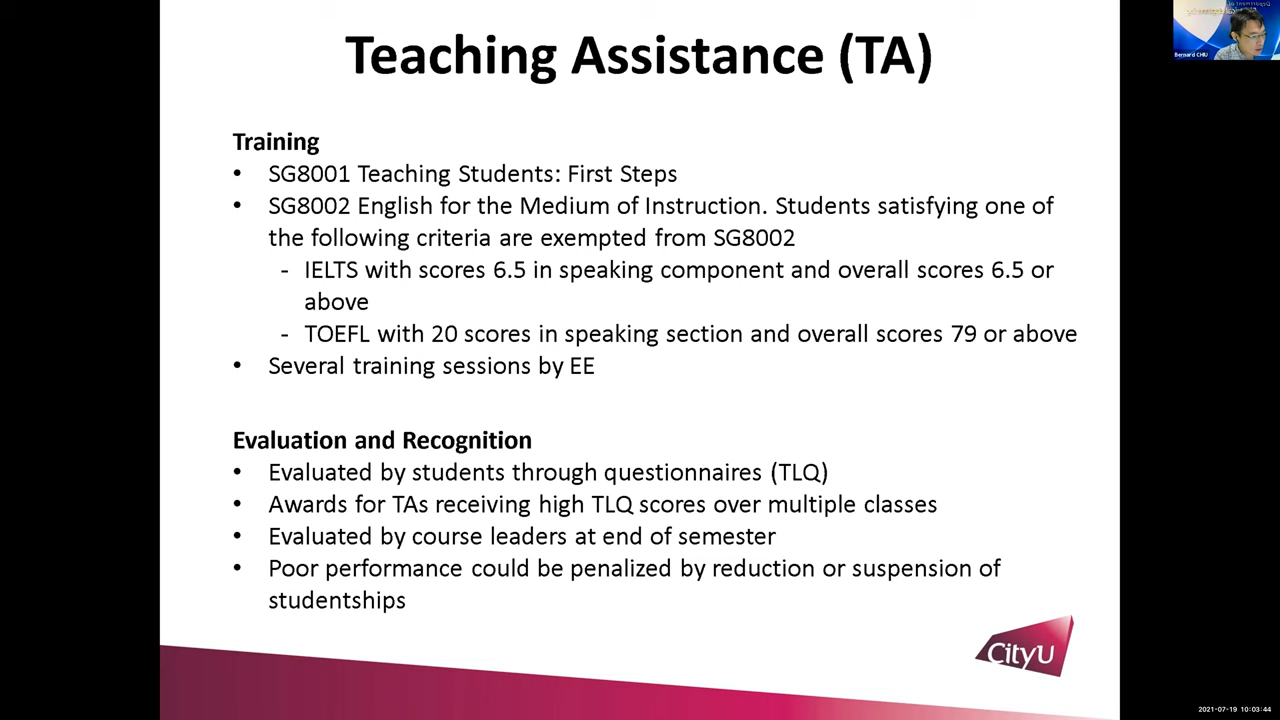 Teaching Assistance (TA)
Training
• SG8001 Teaching Students: First Steps
• SG8002 English for the Medium of Instruction. Students satisfying one of
the following criteria are exempted from SG8002
- IELTS with scores 6.5 in speaking component and overall scores 6.5 or
above
- TOEFL with 20 scores in speaking section and overall scores 79 or above
• Several training sessions by EE
Evaluation and Recognition
• Evaluated by students through questionnaires (TLQ)
• Awards for TAs receiving high TLQ scores over multiple classes
• Evaluated by course leaders at end of semester
• Poor performance could be penalized by reduction or suspension of
studentships
CityU
Bernard CHIU
2021-07-19 10:03:44